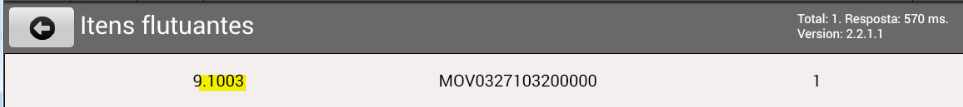 Itens flutuantes
Total: 1. Resposta: 570 ms.
Version: 2.2.1.1
9.1003 MOV0327103200000 1